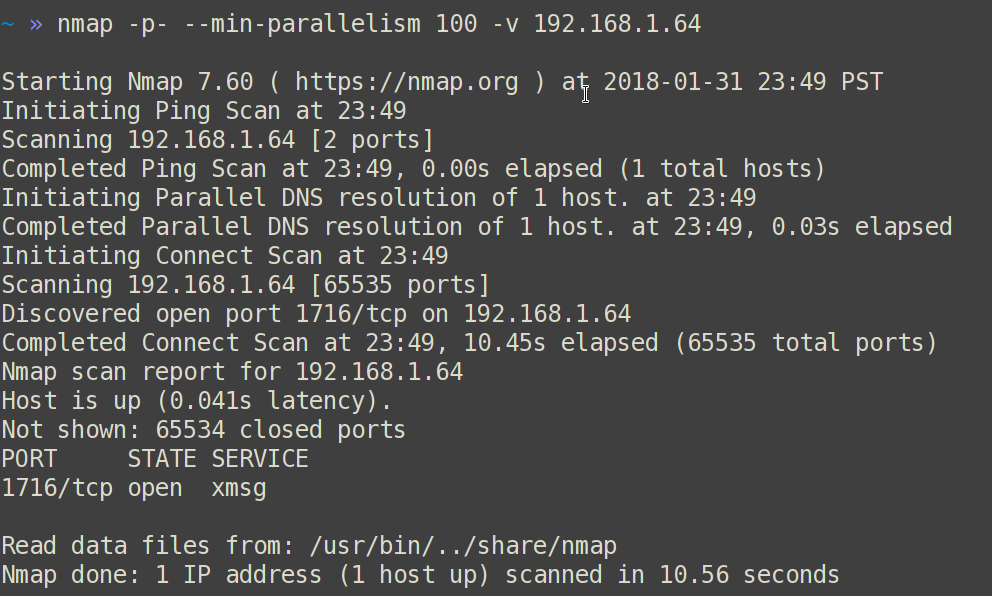 ~ » nmap -p- --min-parallelism 100 -v 192.168.1.64
Starting Nmap 7.60 ( https://nmap.org ) at 2018-01-31 23:49 PST
Initiating Ping Scan at 23:49
Scanning 192.168.1.64 [2 ports]
Completed Ping Scan at 23:49, 0.00s elapsed (1 total hosts)
Initiating Parallel DNS resolution of 1 host. at 23:49
Completed Parallel DNS resolution of 1 host. at 23:49, 0.03s elapsed
Initiating Connect Scan at 23:49
Scanning 192.168.1.64 [65535 ports]
Discovered open port 1716/tcp on 192.168.1.64
Completed Connect Scan at 23:49, 10.45s elapsed (65535 total ports)
Nmap scan report for 192.168.1.64
Host is up (0.041s latency).
Not shown: 65534 closed ports
PORT     STATE SERVICE
1716/tcp open  xmsg
Read data files from: /usr/bin/../share/nmap
Nmap done: 1 IP address (1 host up) scanned in 10.56 seconds